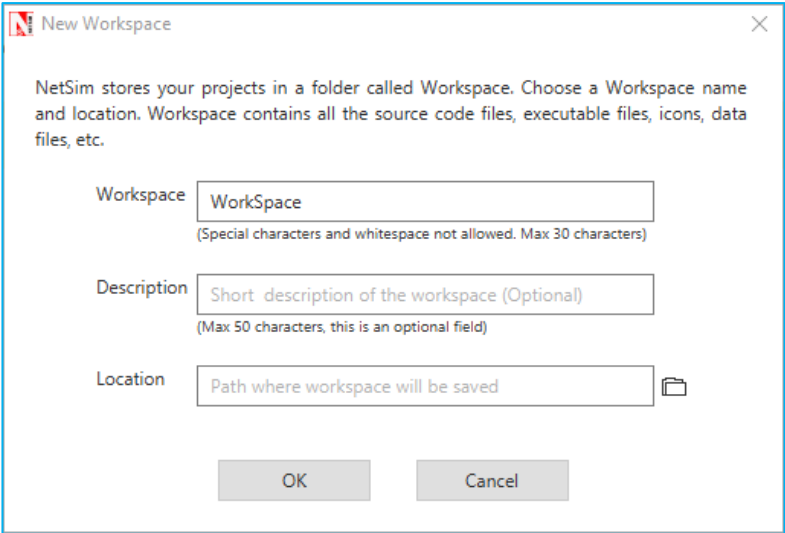 New Workspace
NetSim stores your projects in a folder called Workspace. Choose a Workspace name
and location. Workspace contains all the source code files, executable files, icons, data
files, etc.
Workspace WorkSpace
(Special characters and whitespace not allowed. Max 30 characters)
Description Short description of the workspace (Optional)
(Max 50 characters, this is an optional field)
Location Path where workspace will be saved
OK Cancel